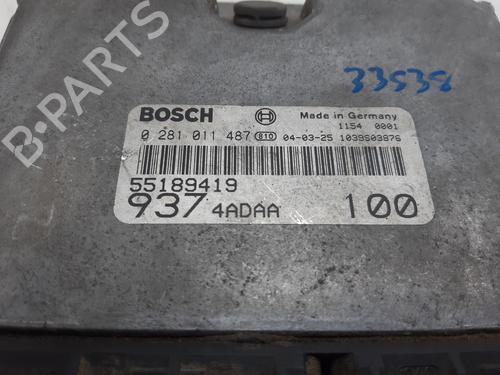 33538
BOSCH
Made in Germany
1154 0001
0 281 011 487 810 04-03-25 1039S03876
55189419
937 4ADAA 100